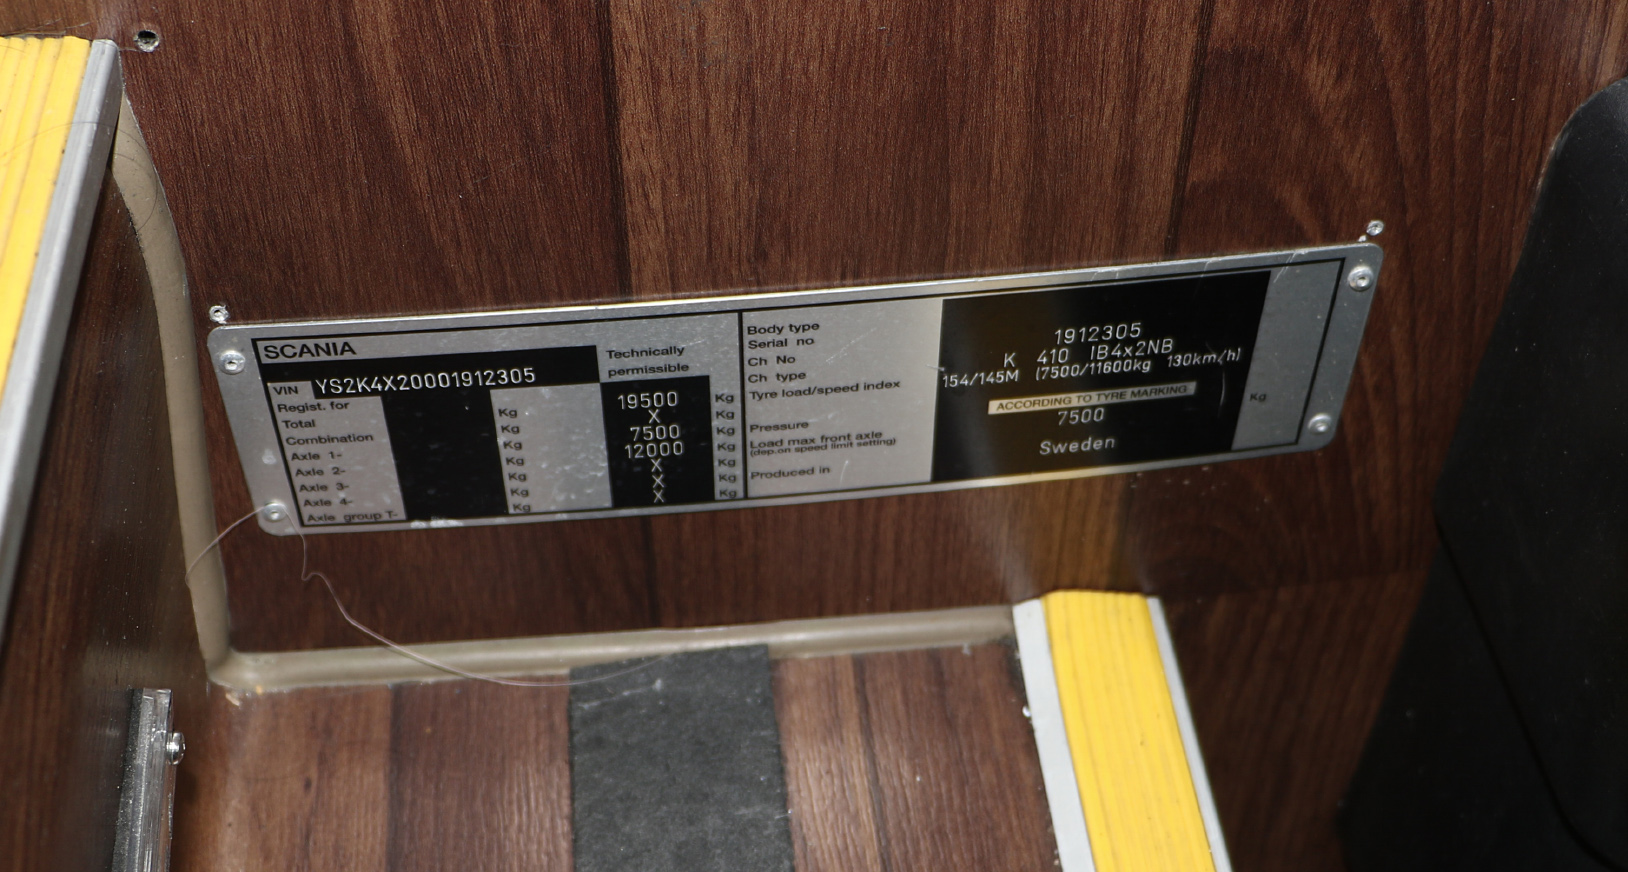 SCANIA
VIN YS2K4X20001912305
Technically
permissible
Regist. for
Total Kg 19500 Kg
Combination Kg X Kg
Axle 1- Kg 7500 Kg
Axle 2- Kg 12000 Kg
Axle 3- Kg X Kg
Axle 4- Kg X Kg
Axle group T- Kg X Kg
Body type
Serial no
Ch No 1912305
Ch type K 410 IB4x2NB
Tyre load/speed index 154/145M (7500/11600kg 130km/h)
Pressure ACCORDING TO TYRE MARKING
Load max front axle 7500 Kg
(dep.on speed limit setting)
Produced in Sweden